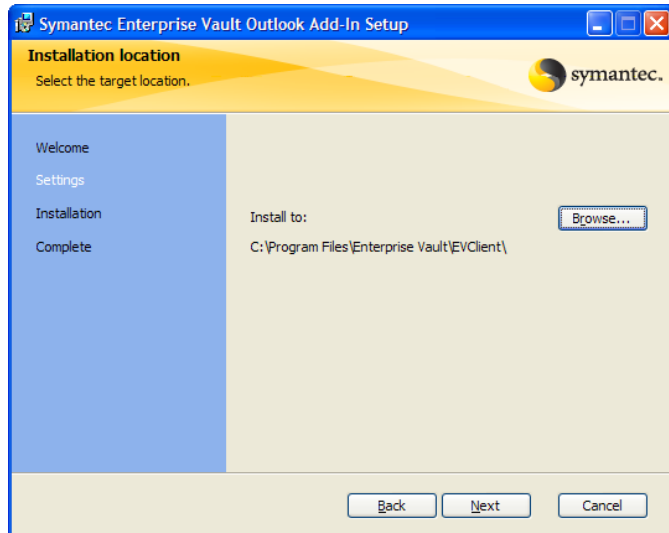 Symantec Enterprise Vault Outlook Add-In Setup
Installation location
Select the target location.
symantec.
Welcome
Settings
Installation
Complete
Install to:
Browse...
C:\Program Files\Enterprise Vault\EVClient\
Back
Next
Cancel